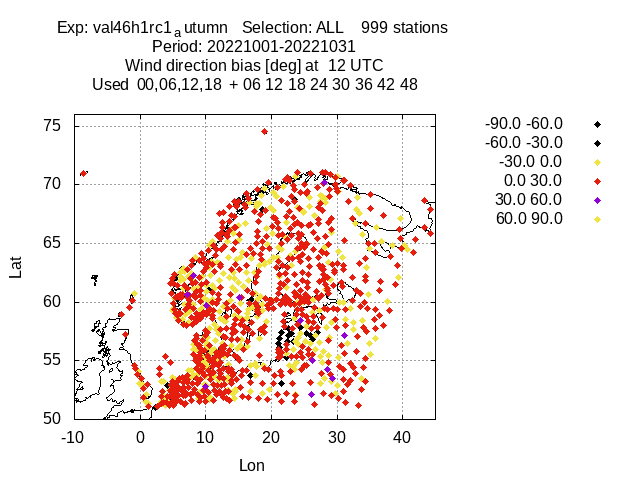 Exp: val46h1rc1autumn Selection: ALL 999 stations
Period: 20221001-20221031
Wind direction bias [deg] at 12 UTC
Used 00,06,12,18 + 06 12 18 24 30 36 42 48
-90.0 -60.0
-60.0 -30.0
-30.0 0.0
0.0 30.0
30.0 60.0
60.0 90.0
75
70
65
60
55
50
Lat
-10 0 10 20 30 40
Lon